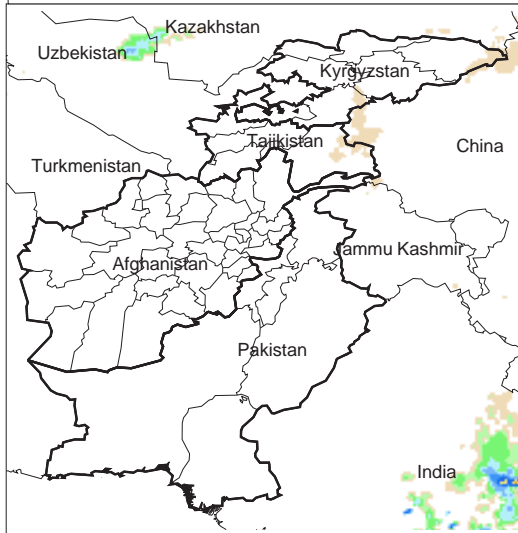 Kazakhstan
Uzbekistan
Kyrgyzstan
Tajikistan
China
Turkmenistan
Jammu Kashmir
Afghanistan
Pakistan
India